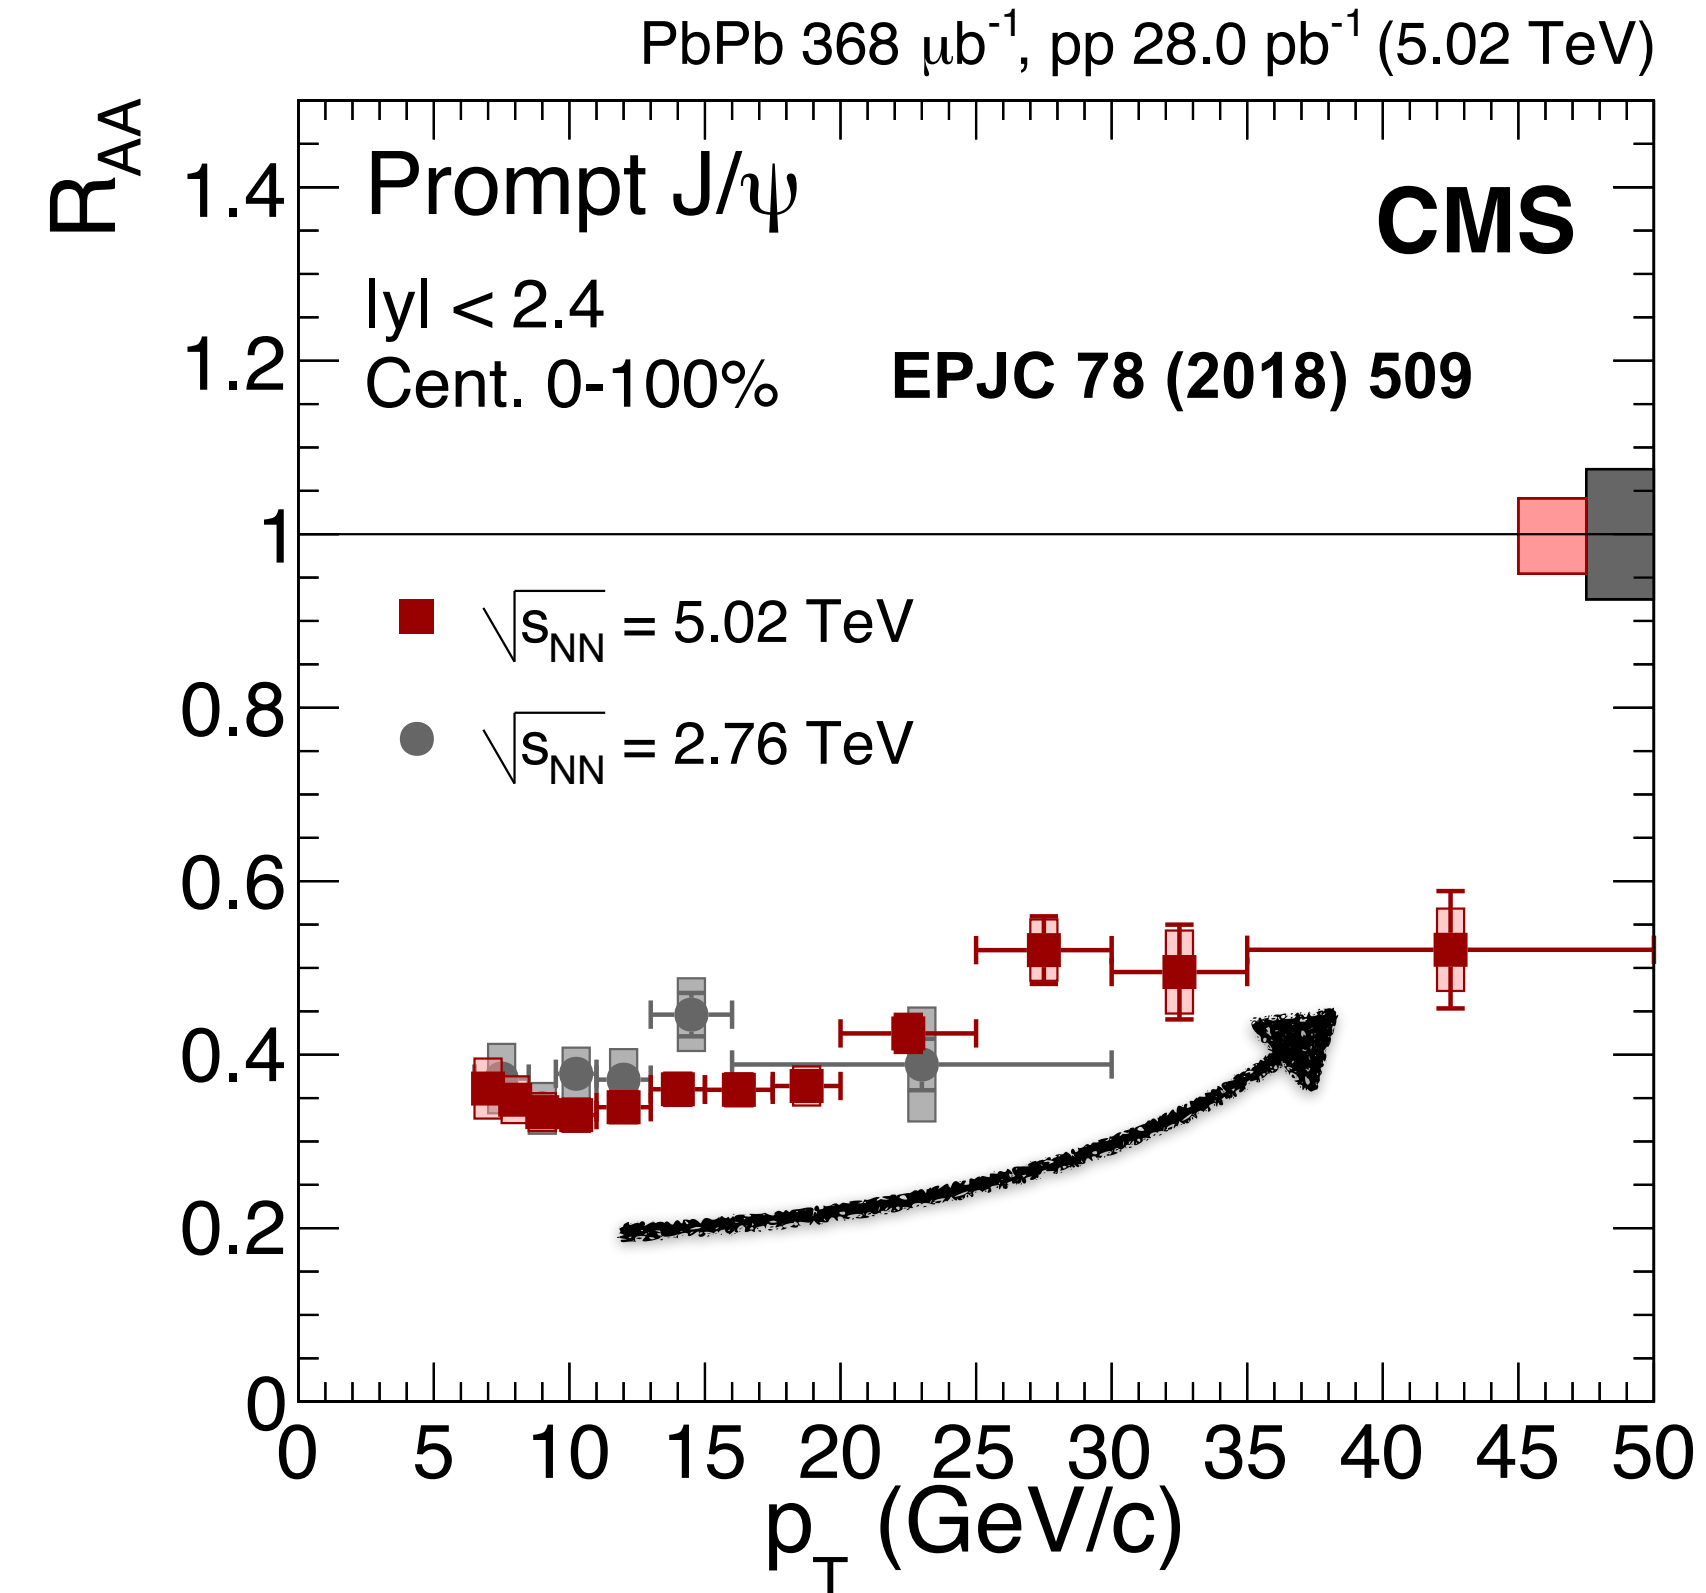 PbPb 368 μb⁻¹, pp 28.0 pb⁻¹ (5.02 TeV)
R_AA
Prompt J/ψ
CMS
|y| < 2.4
Cent. 0-100%
EPJC 78 (2018) 509
√s_NN = 5.02 TeV
√s_NN = 2.76 TeV
1.4
1.2
1
0.8
0.6
0.4
0.2
0
0 5 10 15 20 25 30 35 40 45 50
p_T (GeV/c)